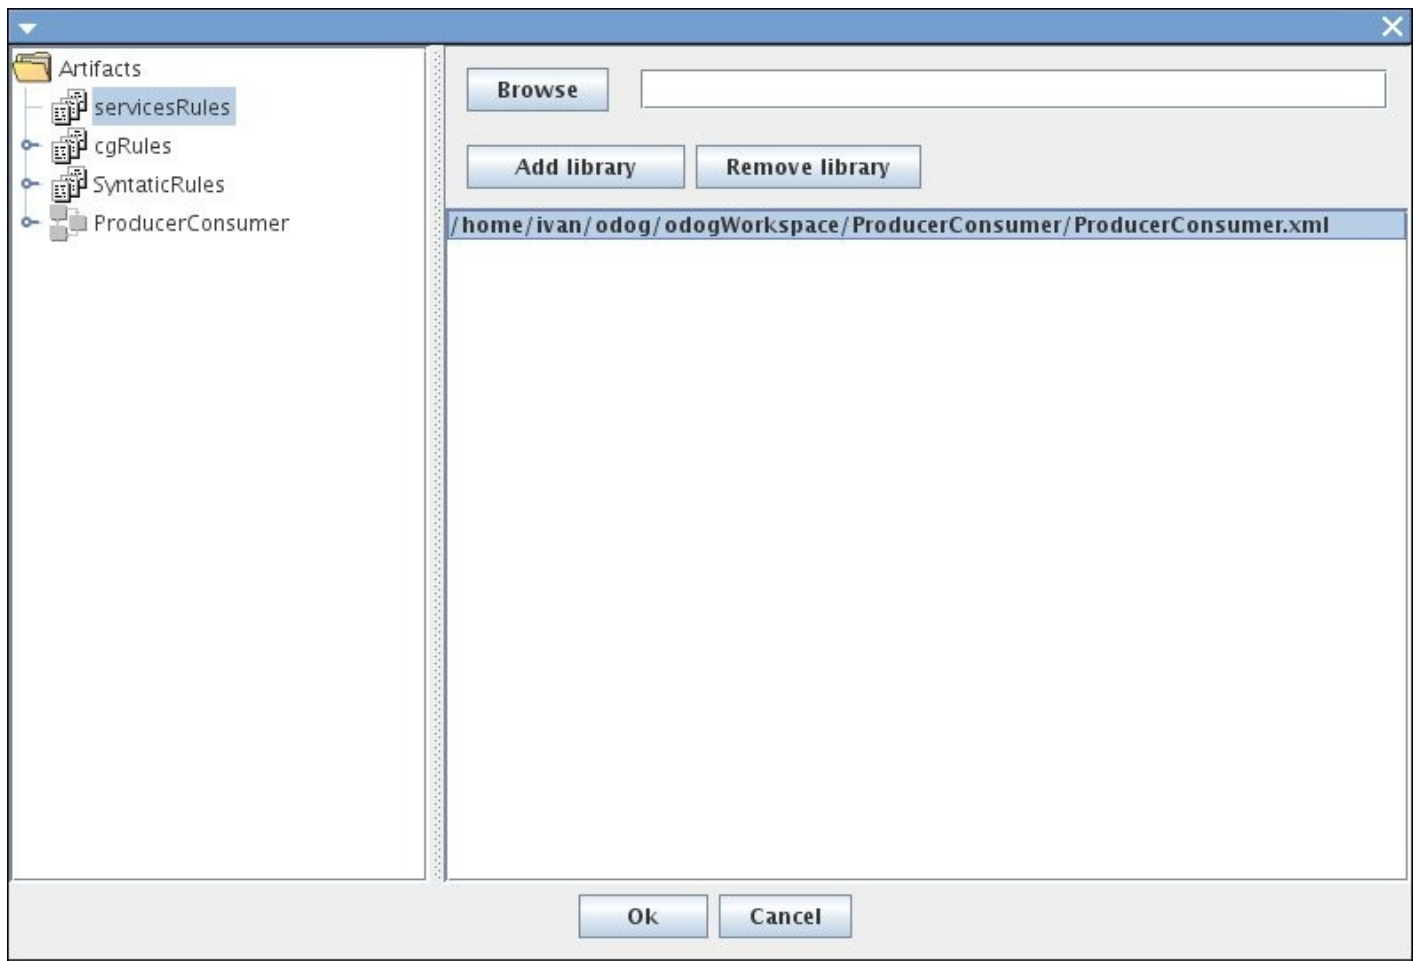 Artifacts
servicesRules
cgRules
SyntaticRules
ProducerConsumer
Browse
Add library
Remove library
/home/ivan/odog/odogWorkspace/ProducerConsumer/ProducerConsumer.xml
Ok
Cancel